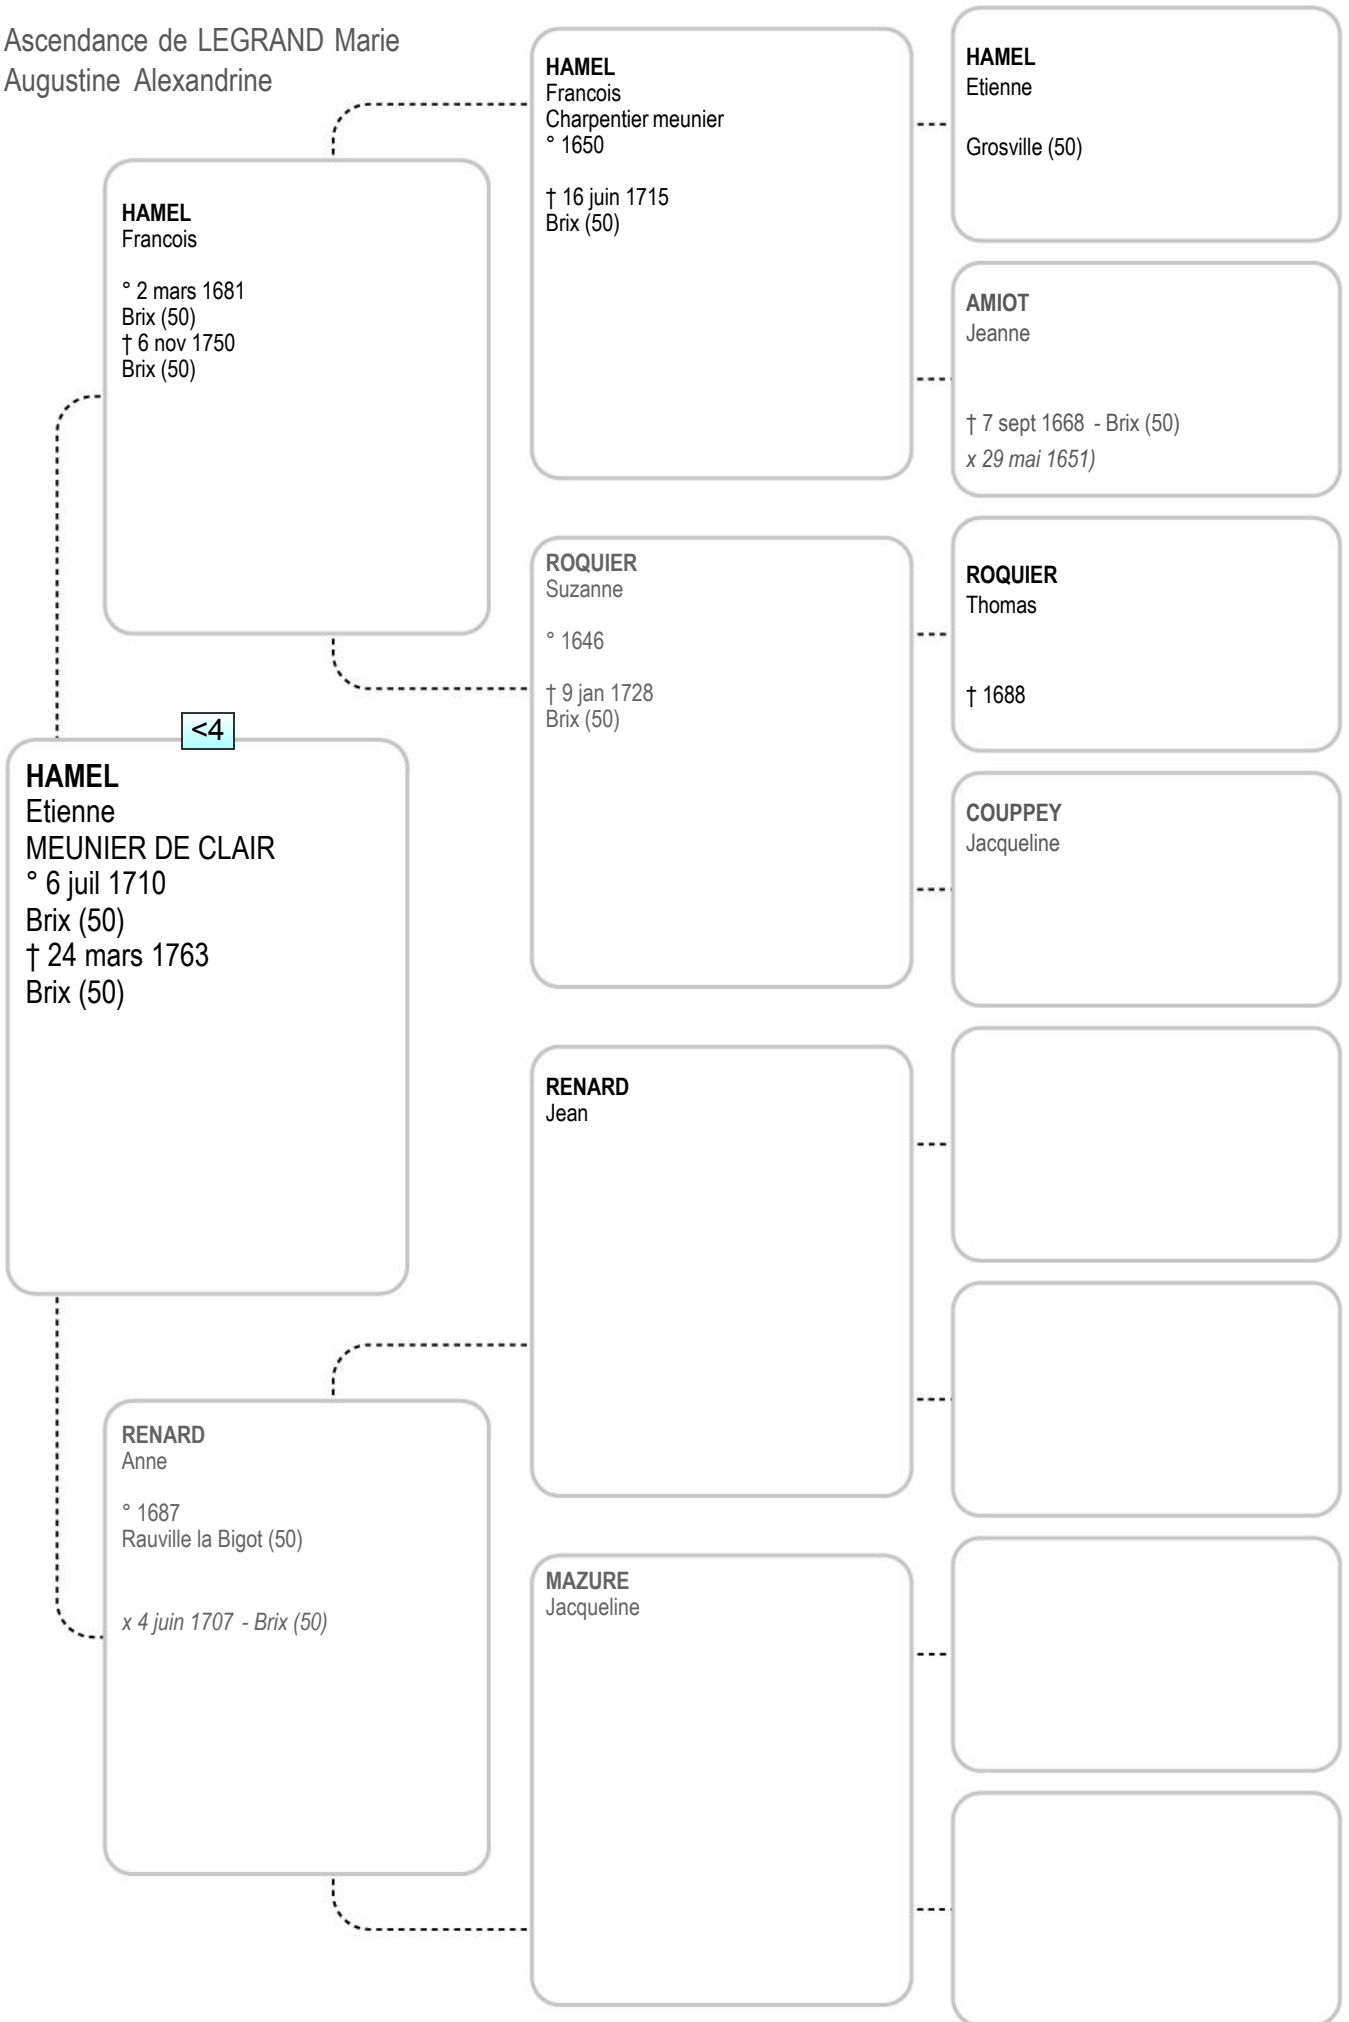 Ascendance de LEGRAND Marie
Augustine Alexandrine
HAMEL
Francois
° 2 mars 1681
Brix (50)
† 6 nov 1750
Brix (50)
<4
HAMEL
Etienne
MEUNIER DE CLAIR
° 6 juil 1710
Brix (50)
† 24 mars 1763
Brix (50)
RENARD
Anne
° 1687
Rauville la Bigot (50)
x 4 juin 1707 - Brix (50)
HAMEL
Francois
Charpentier meunier
° 1650
† 16 juin 1715
Brix (50)
ROQUIER
Suzanne
° 1646
† 9 jan 1728
Brix (50)
RENARD
Jean
MAZURE
Jacqueline
HAMEL
Etienne
Grosville (50)
AMIOT
Jeanne
† 7 sept 1668 - Brix (50)
x 29 mai 1651)
ROQUIER
Thomas
† 1688
COUPPEY
Jacqueline